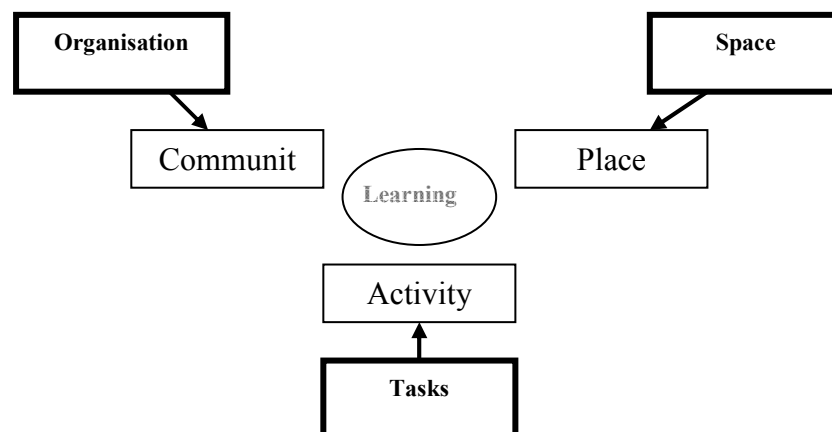 Organisation
Space
Communit
Place
Learning
Activity
Tasks